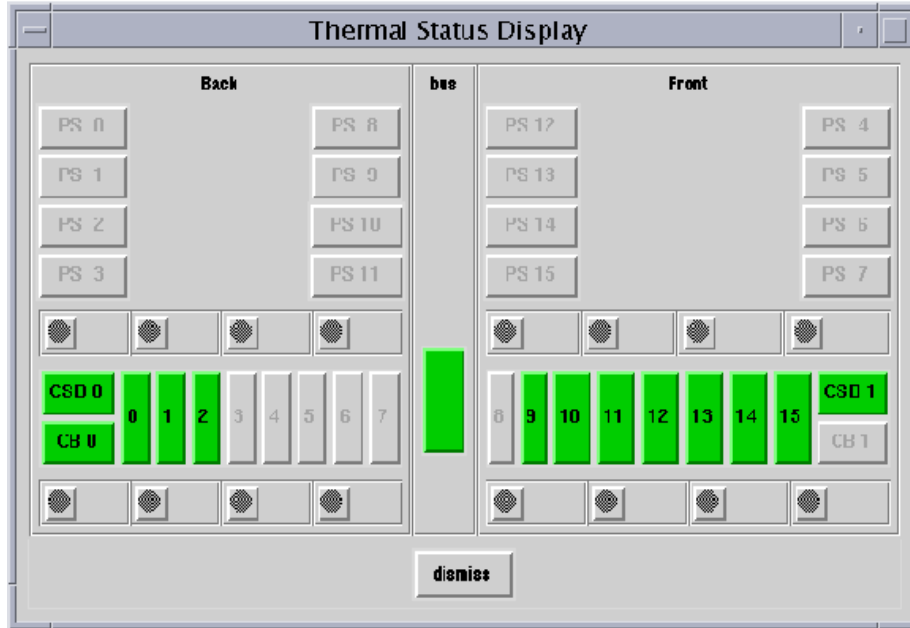 Thermal Status Display
Back
bus
Front
PS 0
PS 8
PS 12
PS 4
PS 1
PS 9
PS 13
PS 5
PS 2
PS 10
PS 14
PS 6
PS 3
PS 11
PS 15
PS 7
CSD 0
CB 0
0 1 2 3 4 5 6 7
8 9 10 11 12 13 14 15
CSD 1
CB 1
dismiss